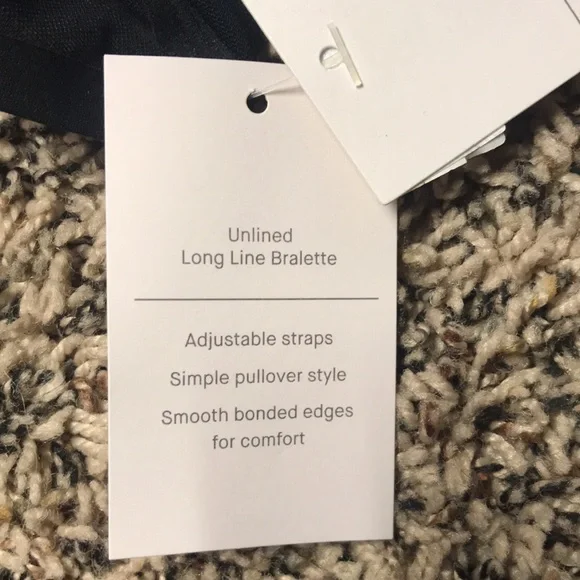 Unlined
Long Line Bralette
Adjustable straps
Simple pullover style
Smooth bonded edges
for comfort